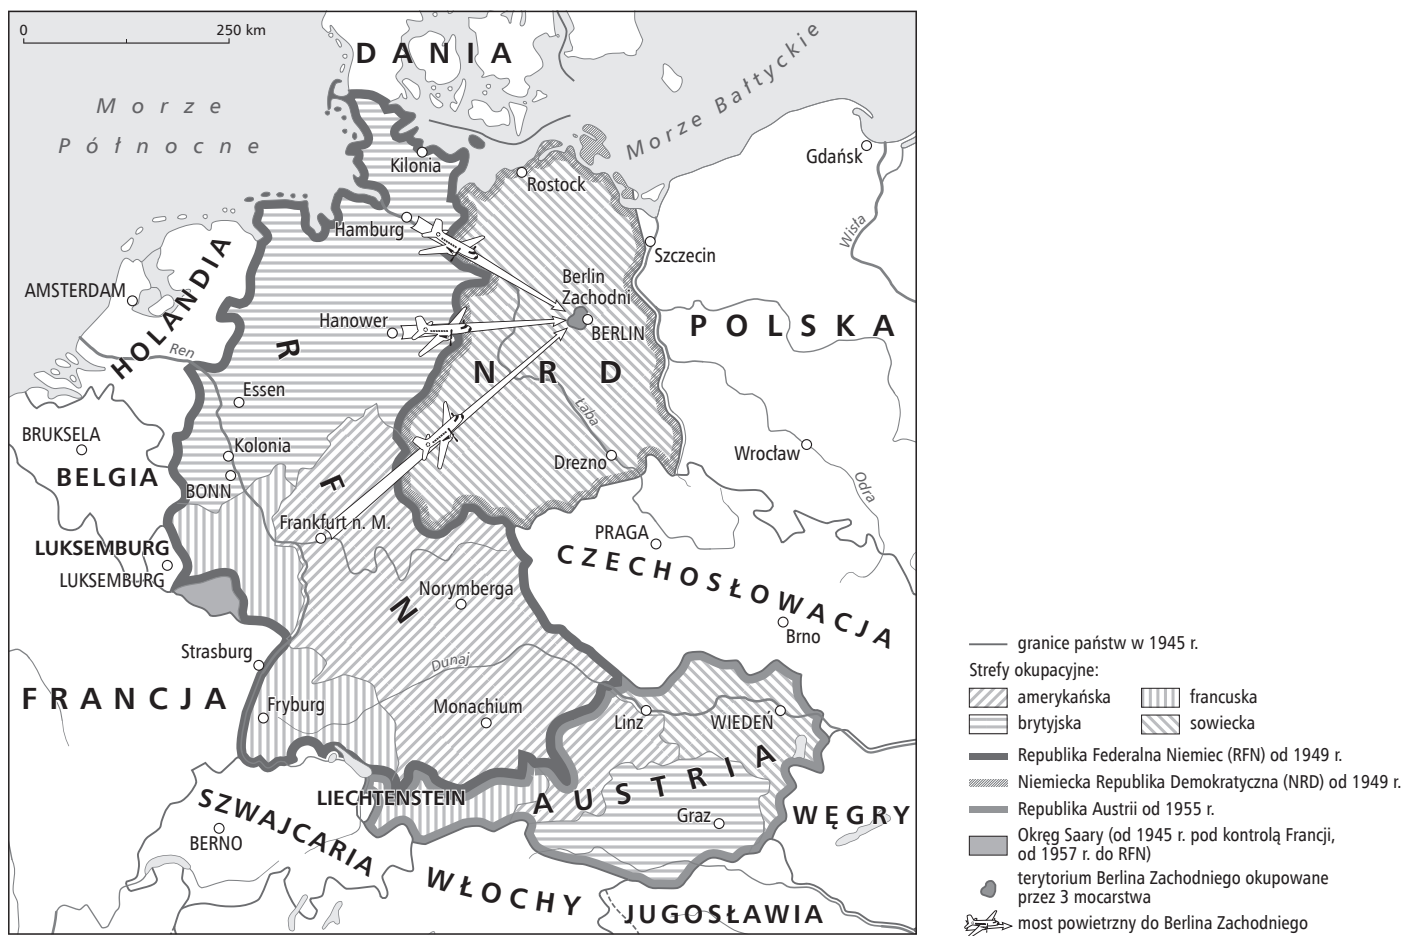 0 250 km
DANIA
Morze
Północne
Morze Bałtyckie
Gdańsk
Kilonia
Rostock
Wisła
Hamburg
Szczecin
HOLANDIA
AMSTERDAM
Berlin
Zachodni
Hanower
BERLIN
POLSKA
Ren
R
NRD
Essen
Łaba
BRUKSELA
Kolonia
Wrocław
BELGIA
Drezno
BONN
F
Odra
Frankfurt n. M.
PRAGA
LUKSEMBURG
LUKSEMBURG
CZECHOSŁOWACJA
Norymberga
N
Brno
Strasburg
Dunaj
FRANCJA
Fryburg
Monachium
Linz
WIEDEŃ
LIECHTENSTEIN
AUSTRIA
SZWAJCARIA
Graz
WĘGRY
BERNO
WŁOCHY
JUGOSŁAWIA
granice państw w 1945 r.
Strefy okupacyjne:
amerykańska francuska
brytyjska sowiecka
Republika Federalna Niemiec (RFN) od 1949 r.
Niemiecka Republika Demokratyczna (NRD) od 1949 r.
Republika Austrii od 1955 r.
Okręg Saary (od 1945 r. pod kontrolą Francji,
od 1957 r. do RFN)
terytorium Berlina Zachodniego okupowane
przez 3 mocarstwa
most powietrzny do Berlina Zachodniego